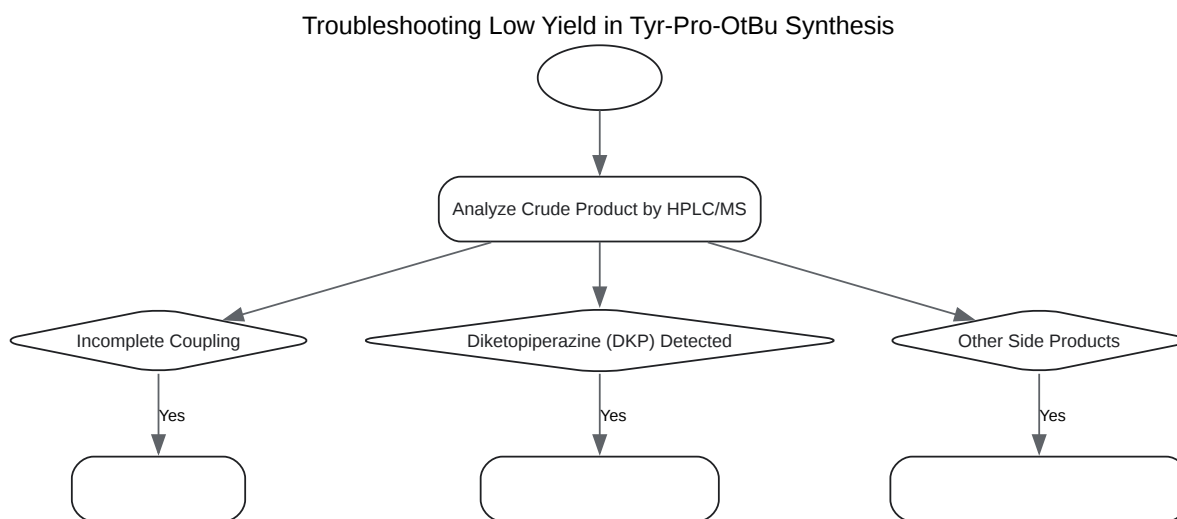 Troubleshooting Low Yield in Tyr-Pro-OtBu Synthesis
Analyze Crude Product by HPLC/MS
Incomplete Coupling
Diketopiperazine (DKP) Detected
Other Side Products
Yes
Yes
Yes